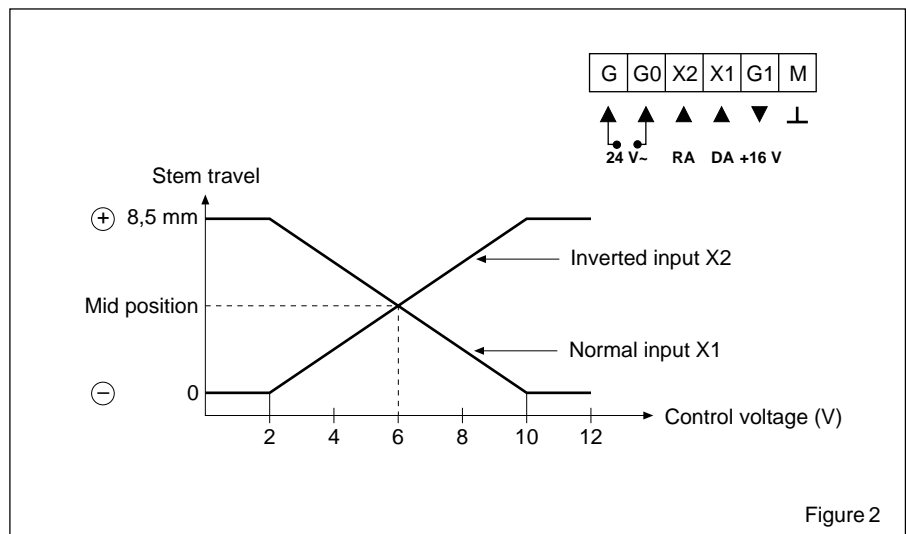 G G0 X2 X1 G1 M
24 V~ RA DA +16 V
Stem travel
+ 8,5 mm
Inverted input X2
Mid position
Normal input X1
− 0
Control voltage (V)
2 4 6 8 10 12
Figure 2